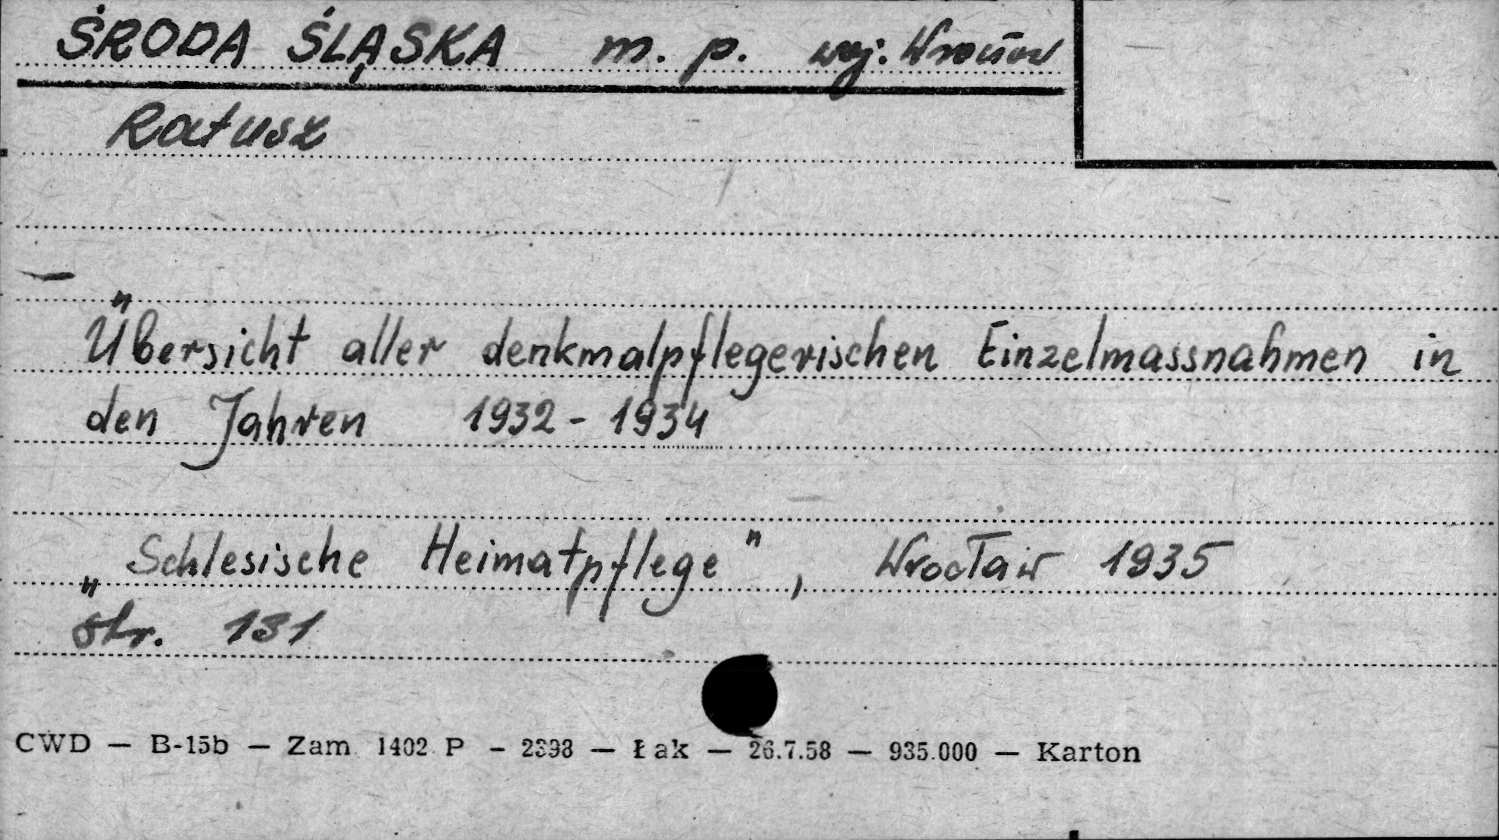 ŚRODA ŚLĄSKA m. p. woj. Wrocław
Ratusz
Übersicht aller denkmalpflegerischen Einzelmassnahmen in
den Jahren 1932 - 1934
„Schlesische Heimatpflege", Wrocław 1935
str. 131
CWD — B-15b — Zam. 1402 P — 2398 — Łak — 26.7.58 — 935.000 — Karton